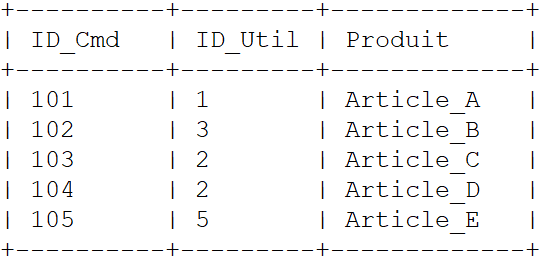 +----------+---------+-------------+
| ID_Cmd   | ID_Util | Produit     |
+----------+---------+-------------+
| 101      | 1       | Article_A   |
| 102      | 3       | Article_B   |
| 103      | 2       | Article_C   |
| 104      | 2       | Article_D   |
| 105      | 5       | Article_E   |
+----------+---------+-------------+